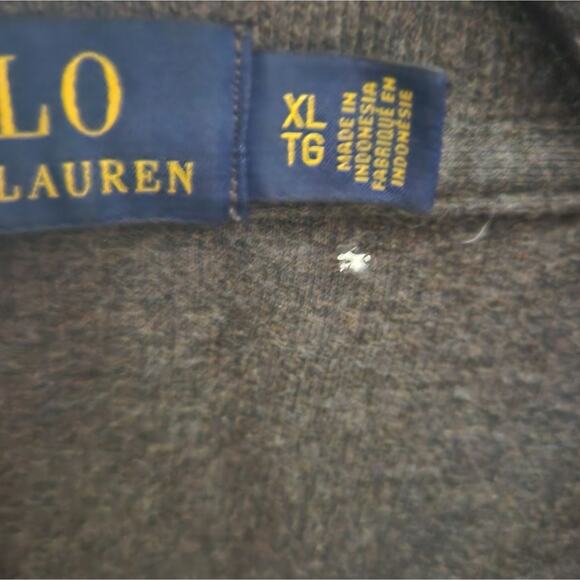 LO
LAUREN
XL
TG
MADE IN
INDONESIA
FABRIQUÉ EN
INDONÉSIE